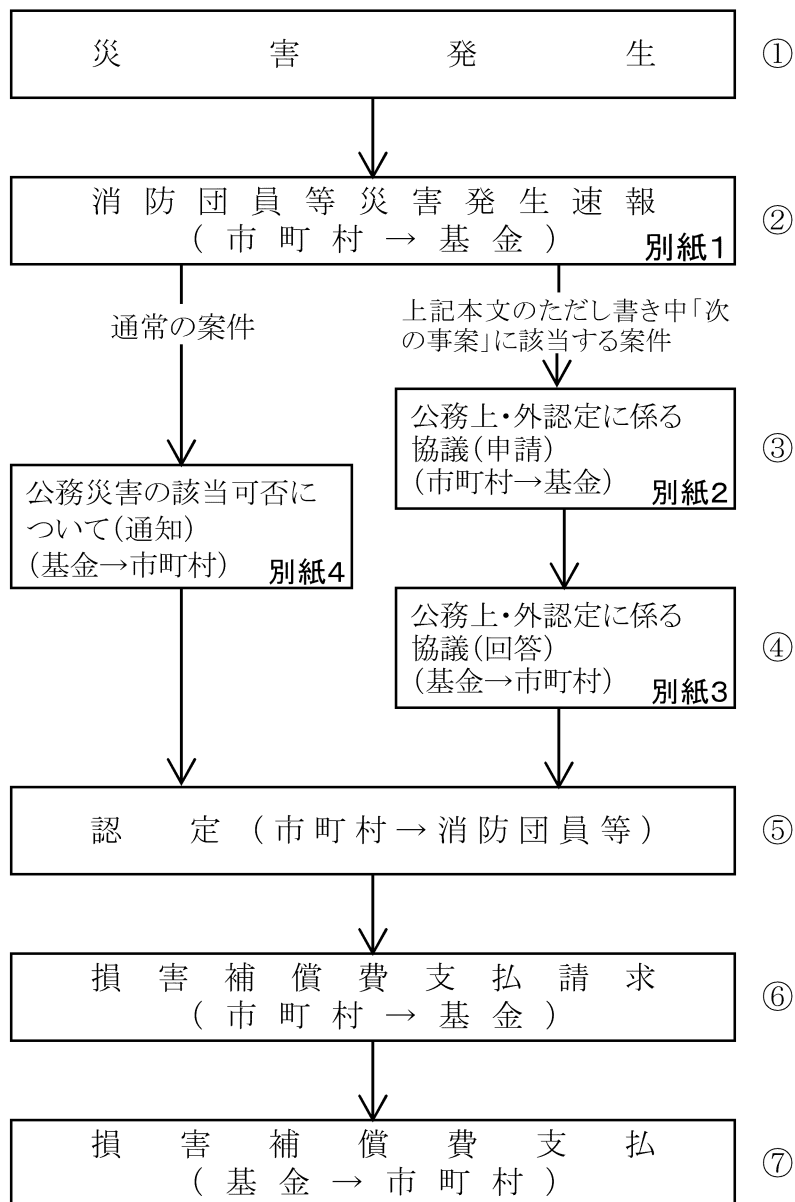 災害発生 ①
消防団員等災害発生速報 ②
(市町村→基金) 別紙1
通常の案件
上記本文のただし書き中「次
の事案」に該当する案件
公務上・外認定に係る ③
協議(申請)
(市町村→基金) 別紙2
公務災害の該当可否に
ついて(通知)
(基金→市町村) 別紙4
公務上・外認定に係る ④
協議(回答)
(基金→市町村) 別紙3
認定(市町村→消防団員等) ⑤
損害補償費支払請求 ⑥
(市町村→基金)
損害補償費支払 ⑦
(基金→市町村)